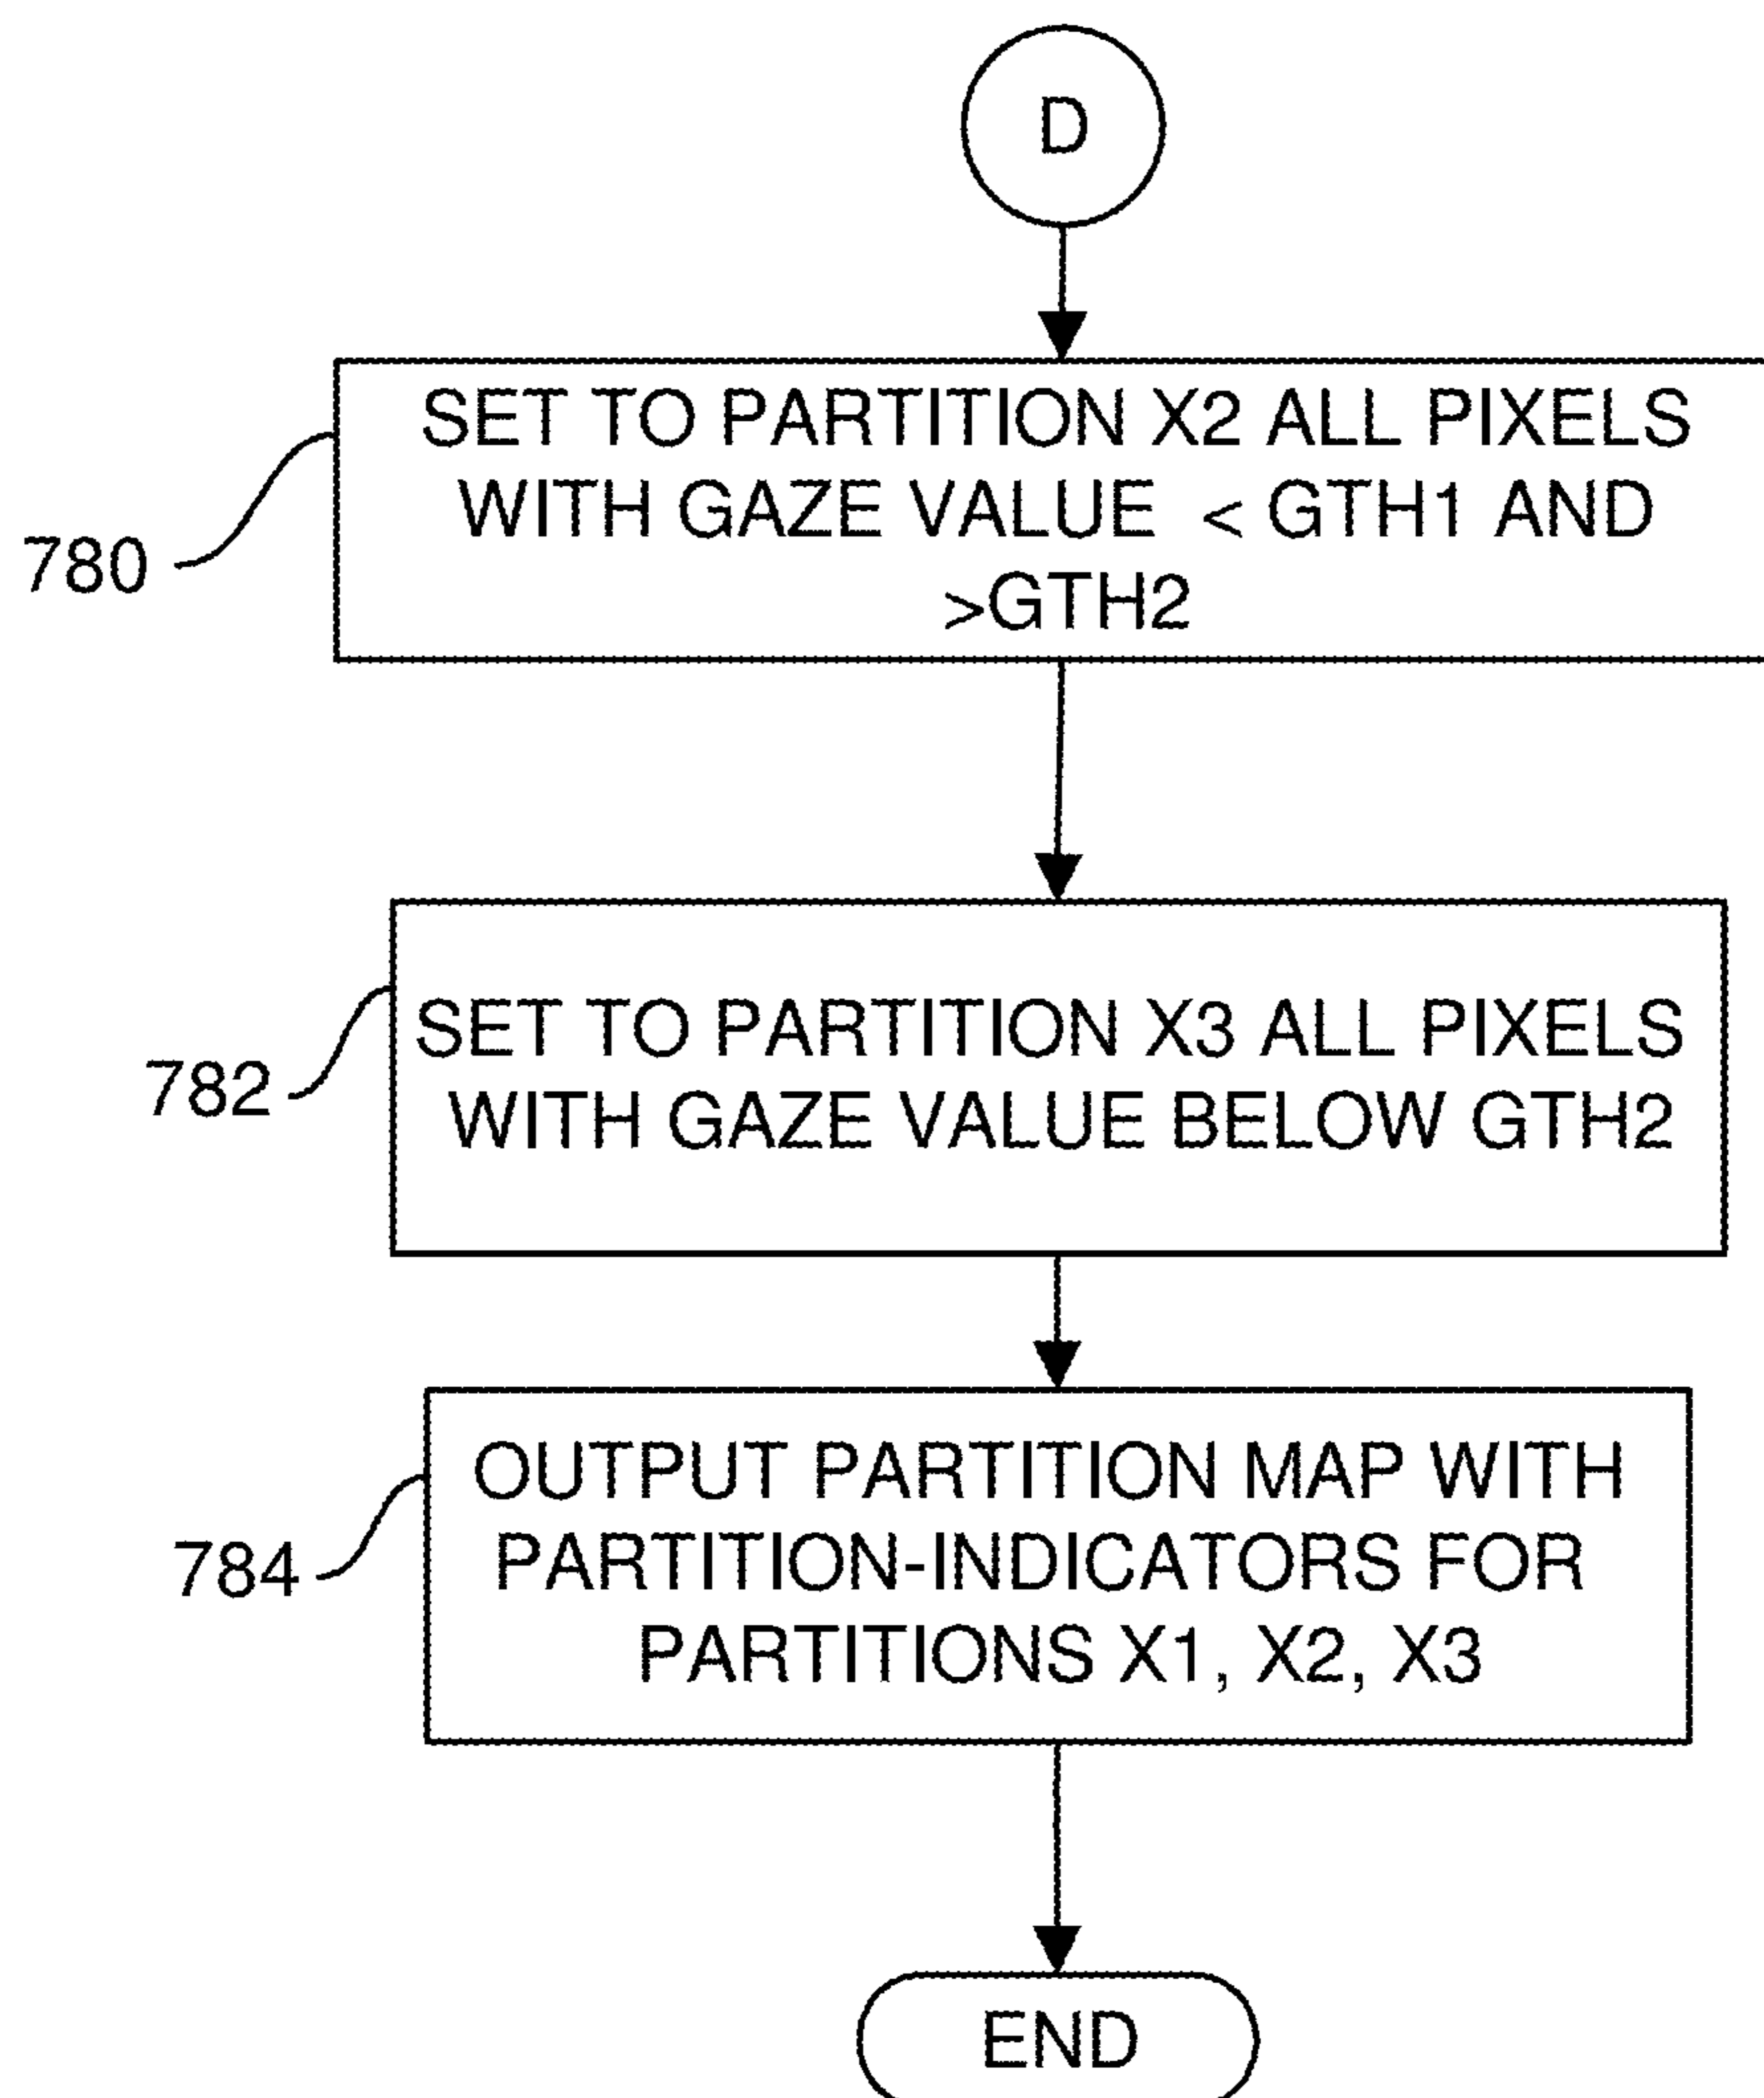 D
SET TO PARTITION X2 ALL PIXELS
WITH GAZE VALUE < GTH1 AND
>GTH2
780
SET TO PARTITION X3 ALL PIXELS
WITH GAZE VALUE BELOW GTH2
782
OUTPUT PARTITION MAP WITH
PARTITION-INDICATORS FOR
PARTITIONS X1, X2, X3
784
END